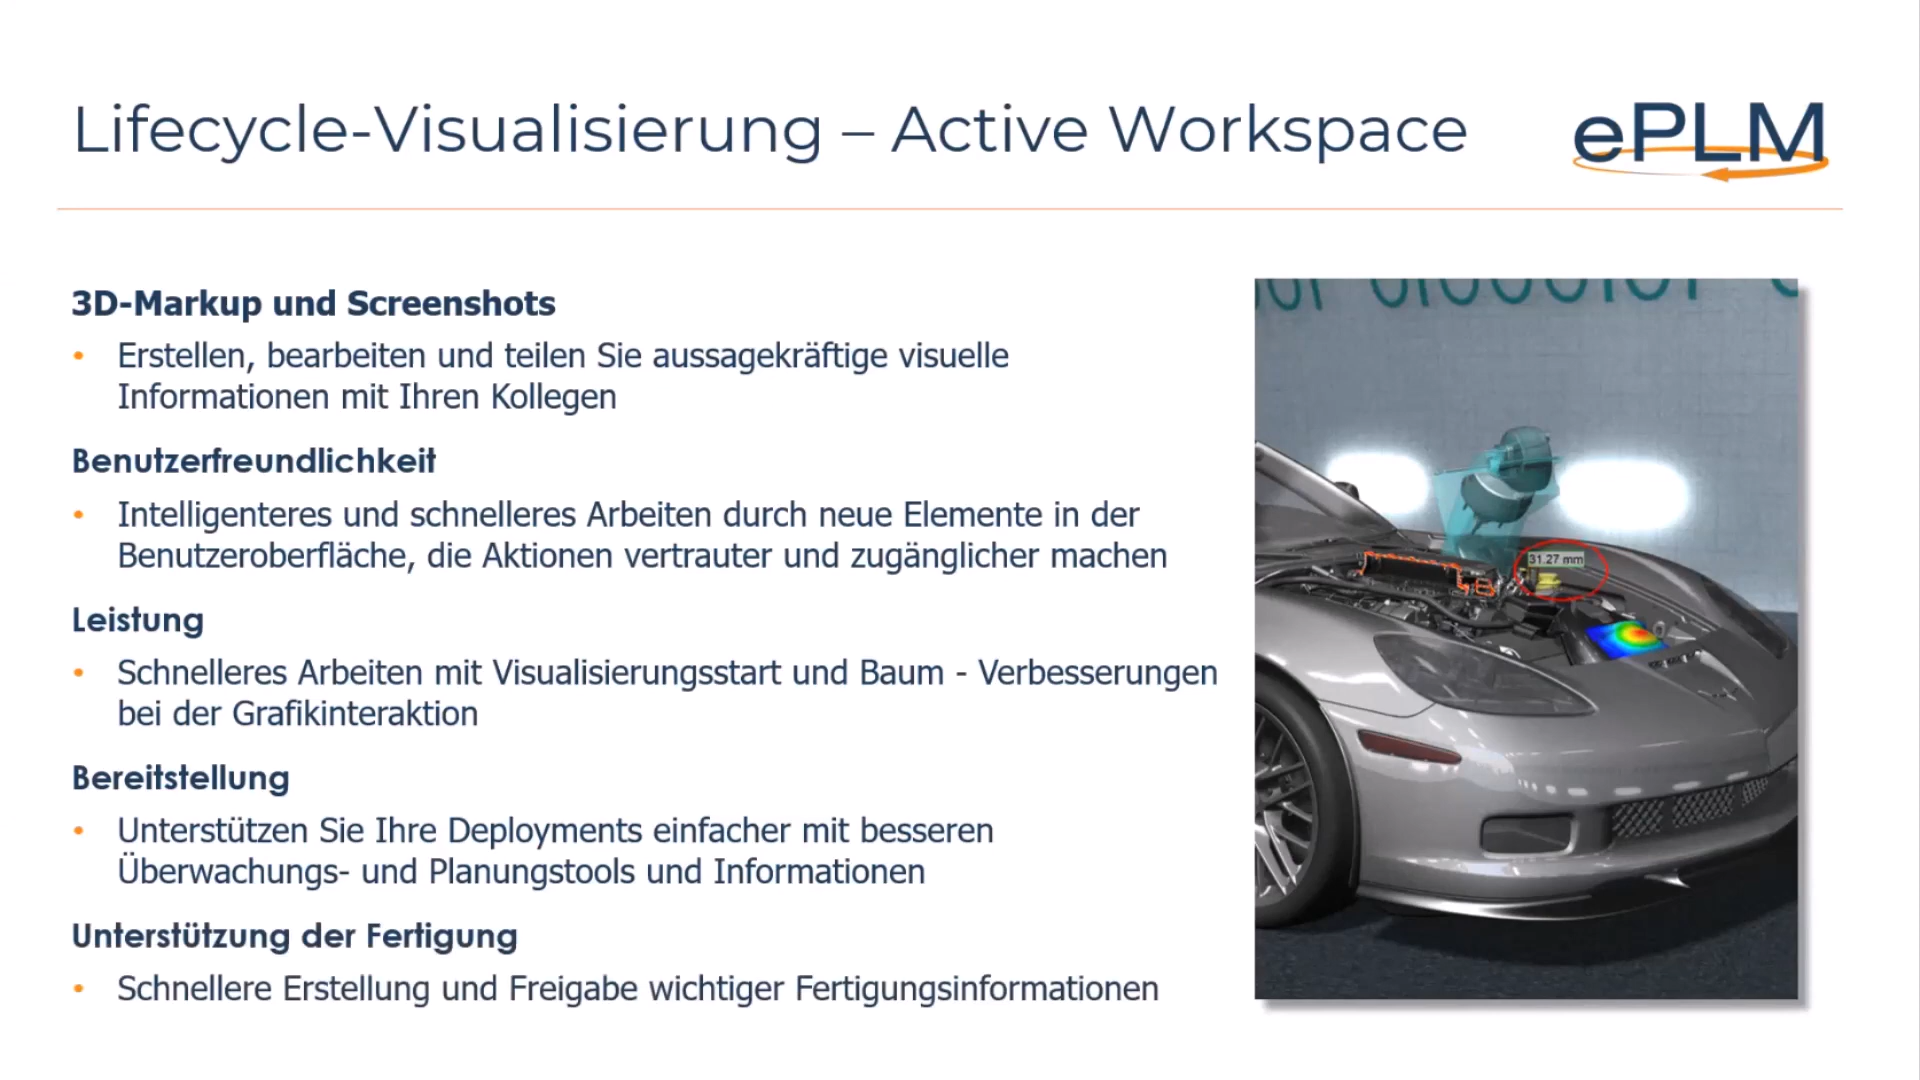 Lifecycle-Visualisierung – Active Workspace
ePLM
3D-Markup und Screenshots
• Erstellen, bearbeiten und teilen Sie aussagekräftige visuelle
Informationen mit Ihren Kollegen
Benutzerfreundlichkeit
• Intelligenteres und schnelleres Arbeiten durch neue Elemente in der
Benutzeroberfläche, die Aktionen vertrauter und zugänglicher machen
Leistung
• Schnelleres Arbeiten mit Visualisierungsstart und Baum - Verbesserungen
bei der Grafikinteraktion
Bereitstellung
• Unterstützen Sie Ihre Deployments einfacher mit besseren
Überwachungs- und Planungstools und Informationen
Unterstützung der Fertigung
• Schnellere Erstellung und Freigabe wichtiger Fertigungsinformationen
31.27 mm